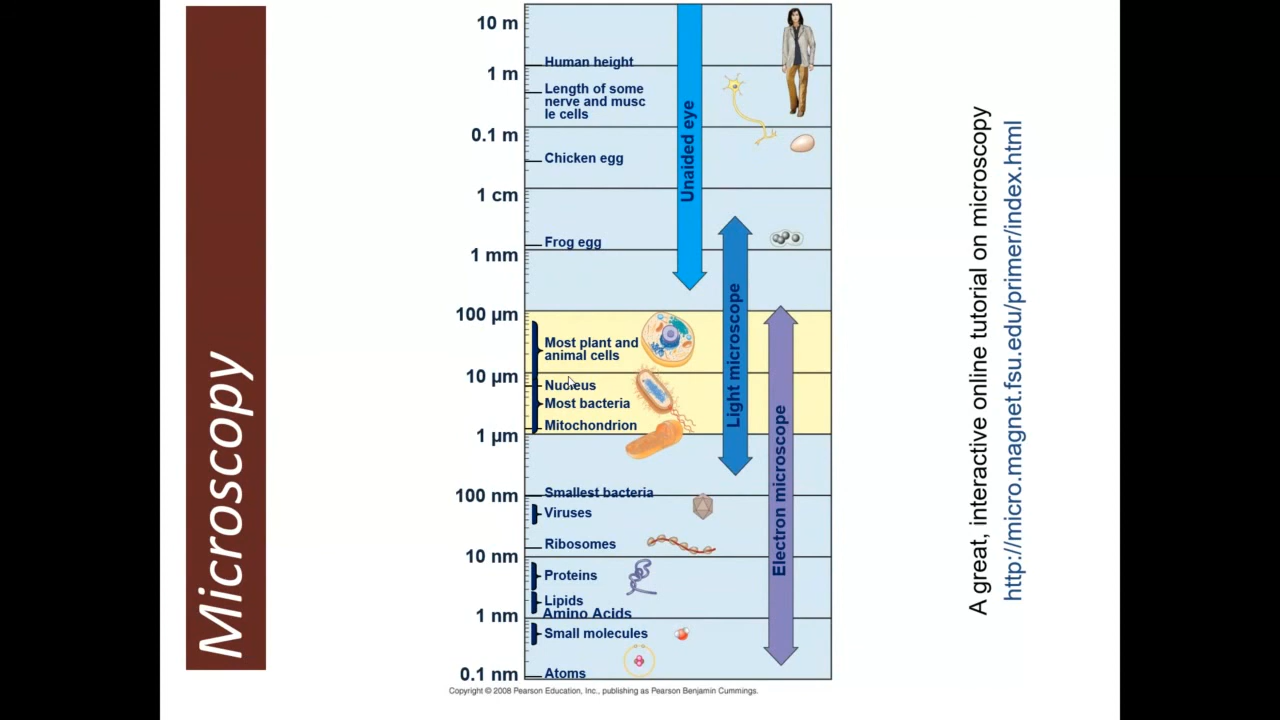 Microscopy
10 m
Human height
1 m
Length of some
nerve and musc
le cells
0.1 m
Chicken egg
1 cm
Frog egg
1 mm
100 µm
Most plant and
animal cells
10 µm
Nucleus
Most bacteria
Mitochondrion
1 µm
Smallest bacteria
100 nm
Viruses
Ribosomes
10 nm
Proteins
Lipids
Amino Acids
1 nm
Small molecules
Atoms
0.1 nm
Unaided eye
Light microscope
Electron microscope
Copyright © 2008 Pearson Education, Inc., publishing as Pearson Benjamin Cummings.
A great, interactive online tutorial on microscopy
http://micro.magnet.fsu.edu/primer/index.html